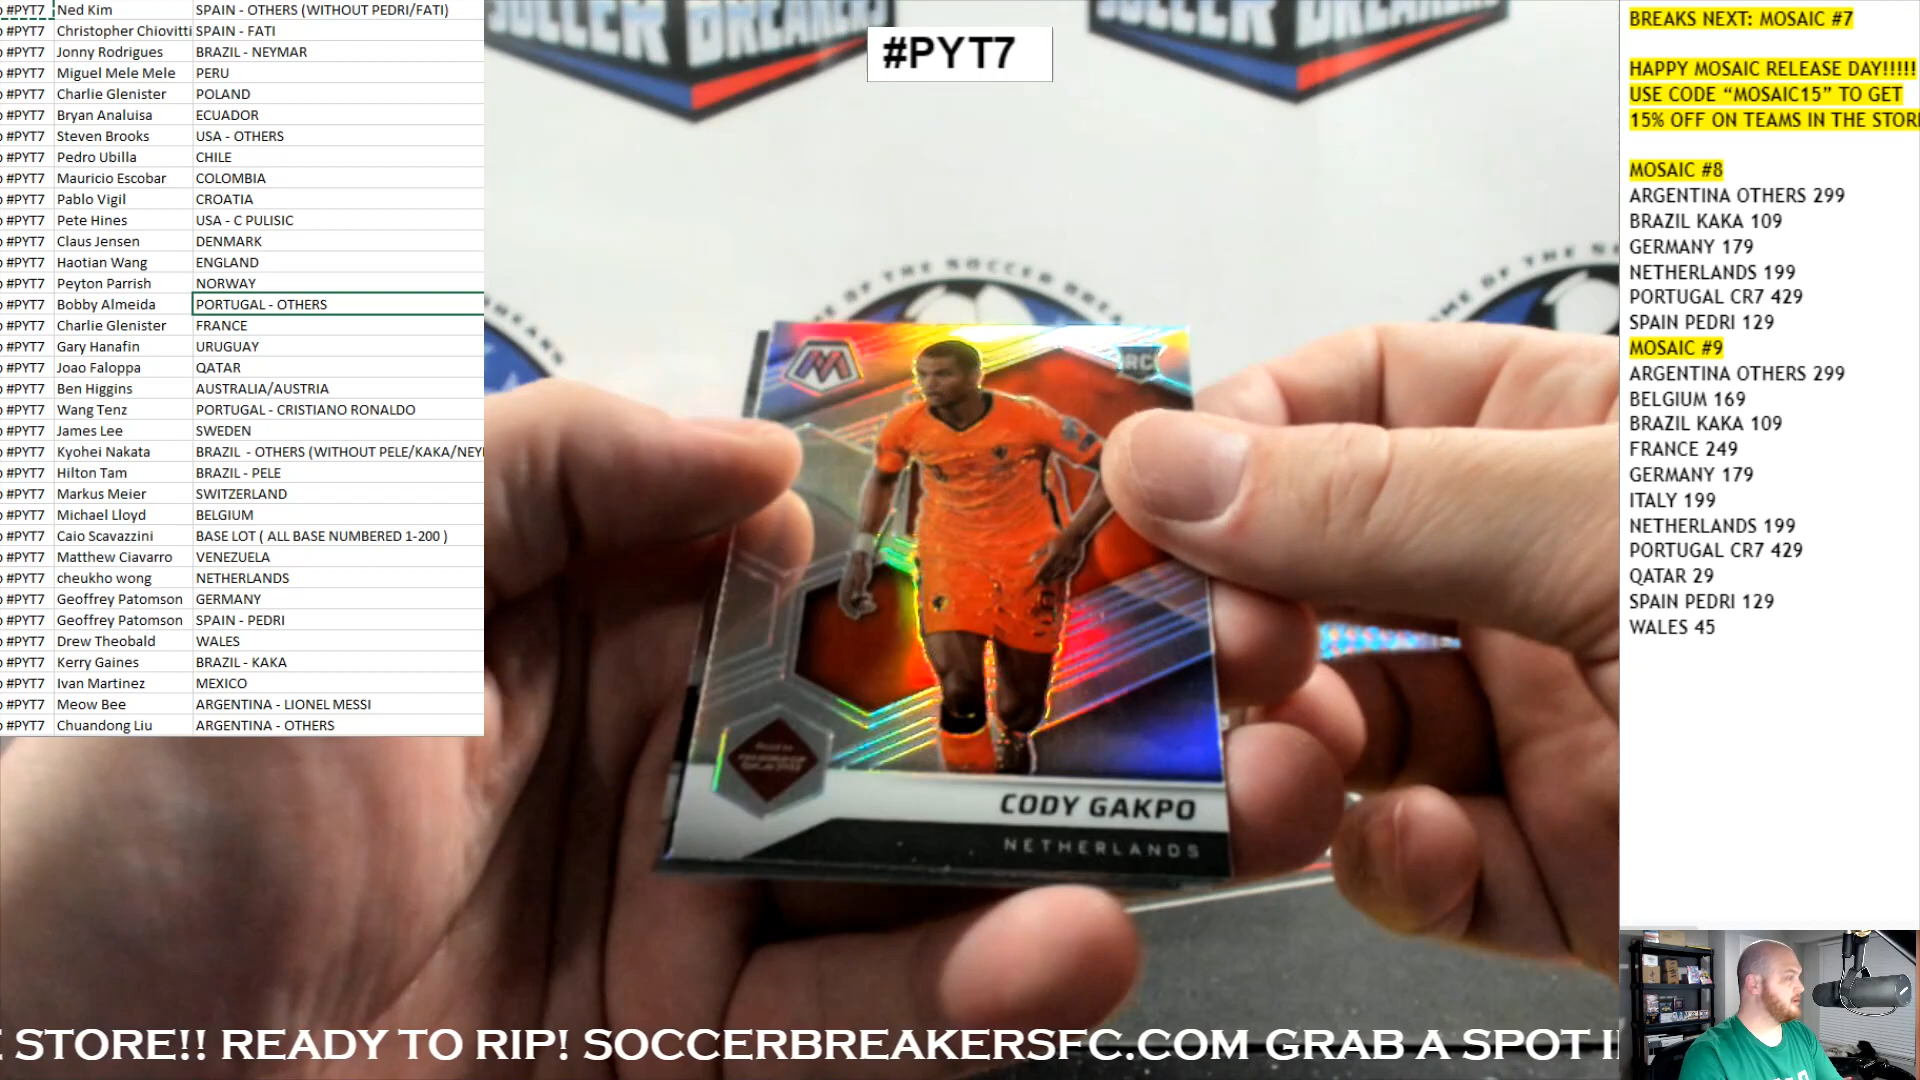 #PYT7 Ned Kim SPAIN - OTHERS (WITHOUT PEDRI/FATI)
#PYT7 Christopher Chiovitti SPAIN - FATI
#PYT7 Jonny Rodrigues BRAZIL - NEYMAR
#PYT7 Miguel Mele Mele PERU
#PYT7 Charlie Glenister POLAND
#PYT7 Bryan Analuisa ECUADOR
#PYT7 Steven Brooks USA - OTHERS
#PYT7 Pedro Ubilla CHILE
#PYT7 Mauricio Escobar COLOMBIA
#PYT7 Pablo Vigil CROATIA
#PYT7 Pete Hines USA - C PULISIC
#PYT7 Claus Jensen DENMARK
#PYT7 Haotian Wang ENGLAND
#PYT7 Peyton Parrish NORWAY
#PYT7 Bobby Almeida PORTUGAL - OTHERS
#PYT7 Charlie Glenister FRANCE
#PYT7 Gary Hanafin URUGUAY
#PYT7 Joao Faloppa QATAR
#PYT7 Ben Higgins AUSTRALIA/AUSTRIA
#PYT7 Wang Tenz PORTUGAL - CRISTIANO RONALDO
#PYT7 James Lee SWEDEN
#PYT7 Kyohei Nakata BRAZIL - OTHERS (WITHOUT PELE/KAKA/NEY
#PYT7 Hilton Tam BRAZIL - PELE
#PYT7 Markus Meier SWITZERLAND
#PYT7 Michael Lloyd BELGIUM
#PYT7 Caio Scavazzini BASE LOT ( ALL BASE NUMBERED 1-200 )
#PYT7 Matthew Ciavarro VENEZUELA
#PYT7 cheukho wong NETHERLANDS
#PYT7 Geoffrey Patomson GERMANY
#PYT7 Geoffrey Patomson SPAIN - PEDRI
#PYT7 Drew Theobald WALES
#PYT7 Kerry Gaines BRAZIL - KAKA
#PYT7 Ivan Martinez MEXICO
#PYT7 Meow Bee ARGENTINA - LIONEL MESSI
#PYT7 Chuandong Liu ARGENTINA - OTHERS
SOCCER BREAKERS
#PYT7
OF THE SOCCER
RC
CODY GAKPO
NETHERLANDS
BREAKS NEXT: MOSAIC #7
HAPPY MOSAIC RELEASE DAY!!!!!
USE CODE “MOSAIC15” TO GET
15% OFF ON TEAMS IN THE STOR
MOSAIC #8
ARGENTINA OTHERS 299
BRAZIL KAKA 109
GERMANY 179
NETHERLANDS 199
PORTUGAL CR7 429
SPAIN PEDRI 129
MOSAIC #9
ARGENTINA OTHERS 299
BELGIUM 169
BRAZIL KAKA 109
FRANCE 249
GERMANY 179
ITALY 199
NETHERLANDS 199
PORTUGAL CR7 429
QATAR 29
SPAIN PEDRI 129
WALES 45
E STORE!! READY TO RIP! SOCCERBREAKERSFC.COM GRAB A SPOT I